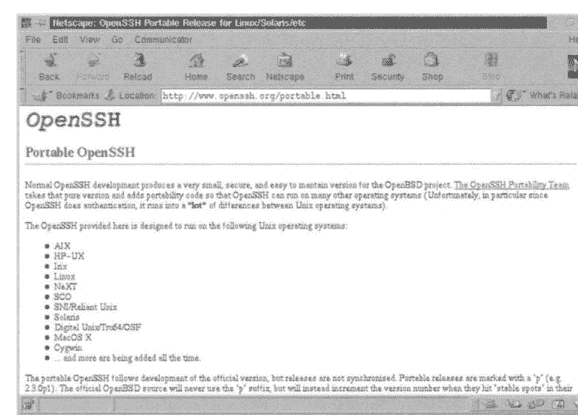 Netscape: OpenSSH Portable Release for Linux/Solaris/etc
File Edit View Go Communicator He
Back Forward Reload Home Search Netscape Print Security Shop Stop
Bookmarks Location: http://www.openssh.org/portable.html What's Rela
OpenSSH
Portable OpenSSH
Normal OpenSSH development produces a very small, secure, and easy to mantain version for the OpenBSD project. The OpenSSH Portability Team
takes that pure version and adds portability code so that OpenSSH can run on many other operating systems (Unfortunately, in particular since
OpenSSH does authentication, it runs into a *lot* of differences between Unix operating systems).
The OpenSSH provided here is designed to run on the following Unix operating systems:
AIX
HP-UX
Irix
Linux
NeXT
SCO
SNI/Reliant Unix
Solaris
Digital Unix/Tru64/OSF
MacOS X
Cygwin
... and more are being added all the time.
The portable OpenSSH follows development of the official version, but releases are not synchronised. Portable releases are marked with a "p" (e.g.
2.3.0p1). The official OpenBSD source will never use the "p" suffix, but will instead increment the version number when they hit "stable spots" in their